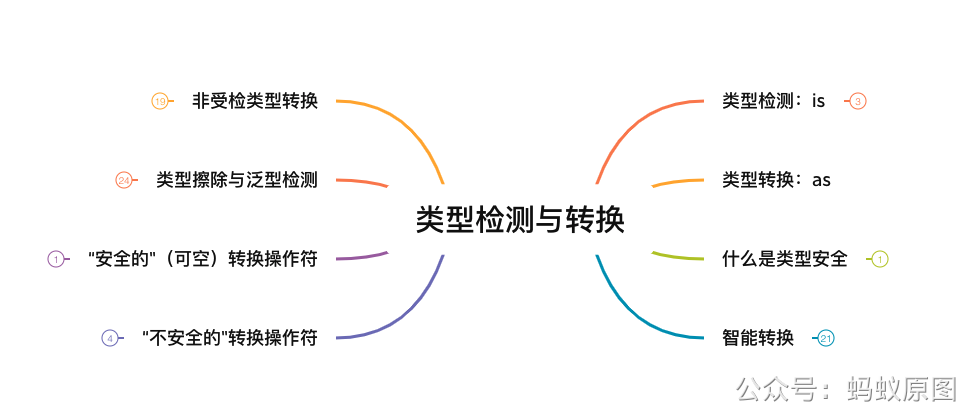 类型检测与转换
类型检测：is
3
类型转换：as
什么是类型安全
1
智能转换
21
"不安全的"转换操作符
4
"安全的"（可空）转换操作符
1
类型擦除与泛型检测
24
非受检类型转换
19
公众号：蚂蚁原图